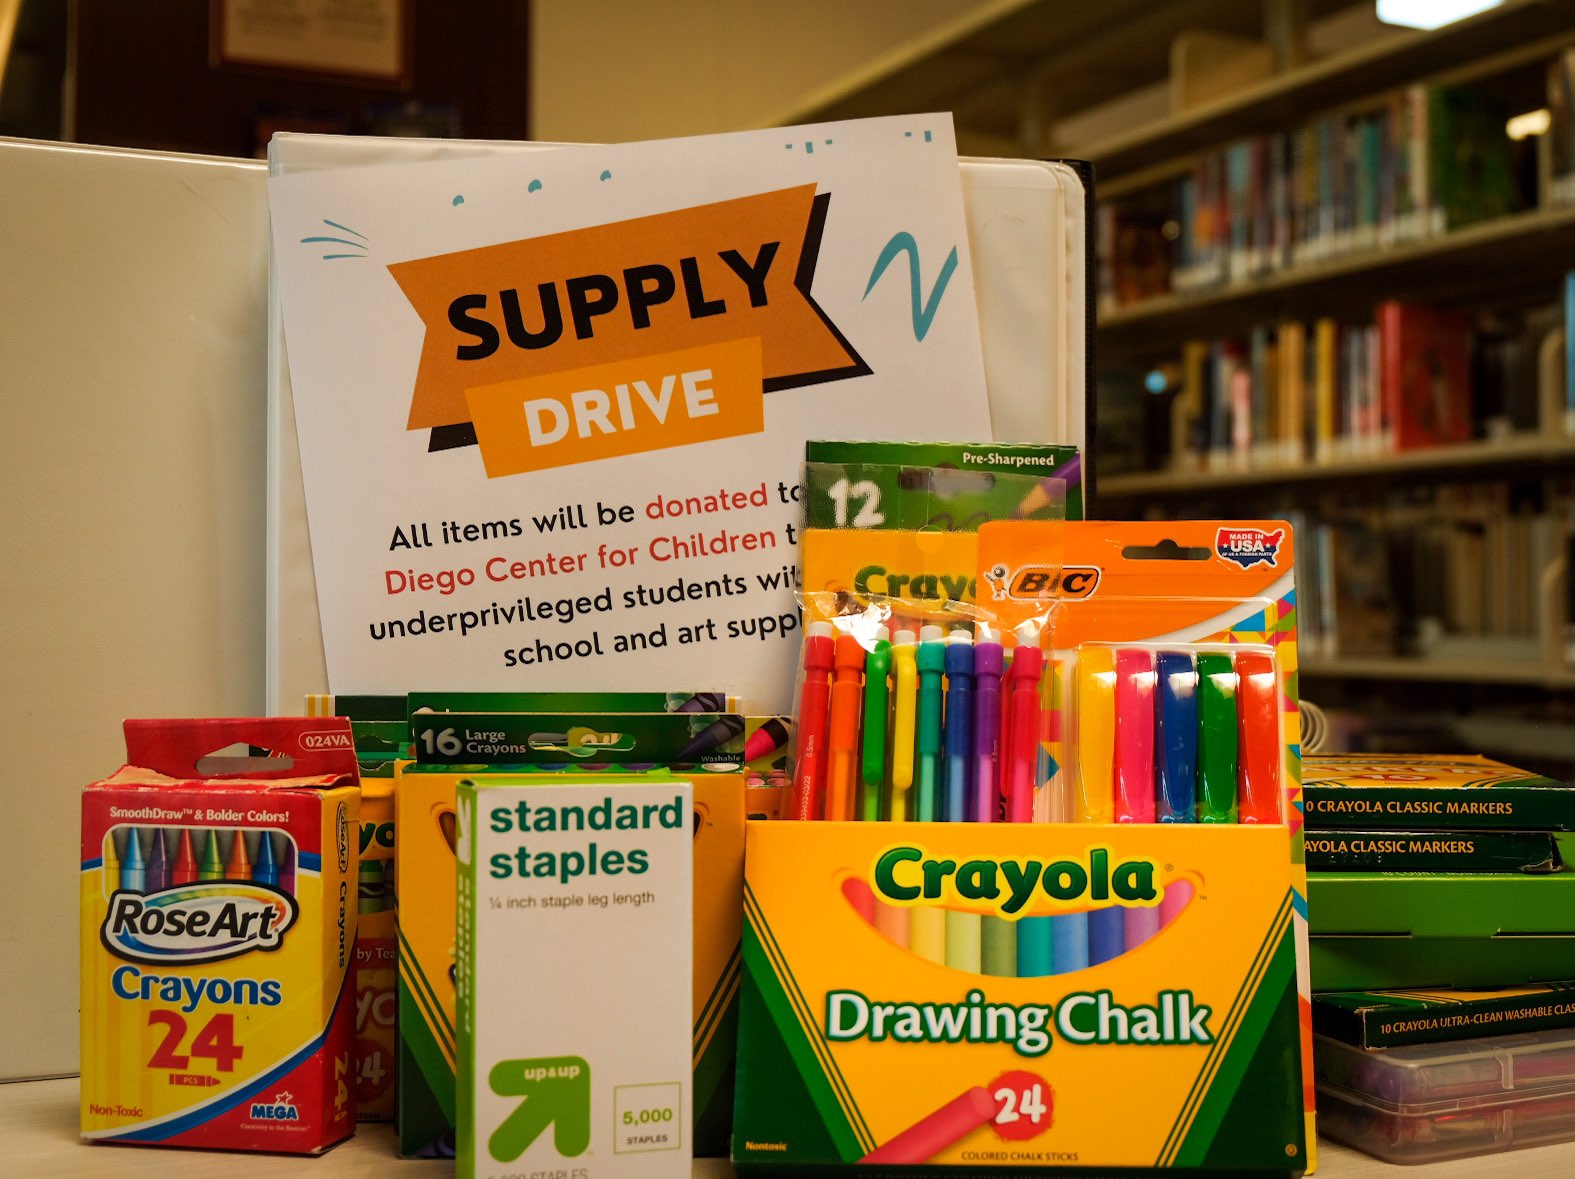 SUPPLY
DRIVE
All items will be donated to
Diego Center for Children
underprivileged students
school and art
Pre-Sharpened
12
BIC
MADE IN
USA
024VA
16 Large
Crayons
Washable
SmoothDraw™ & Bolder Colors!
RoseArt
Crayons
24
PCS
Non-Toxic
MEGA
Crayons
24
standard
staples
¼ inch staple leg length
up&up
5,000
STAPLES
Crayola
Drawing Chalk
24
Nontoxic
COLORED CHALK STICKS
0 CRAYOLA CLASSIC MARKERS
AYOLA CLASSIC MARKERS
10 CRAYOLA ULTRA-CLEAN WASHABLE